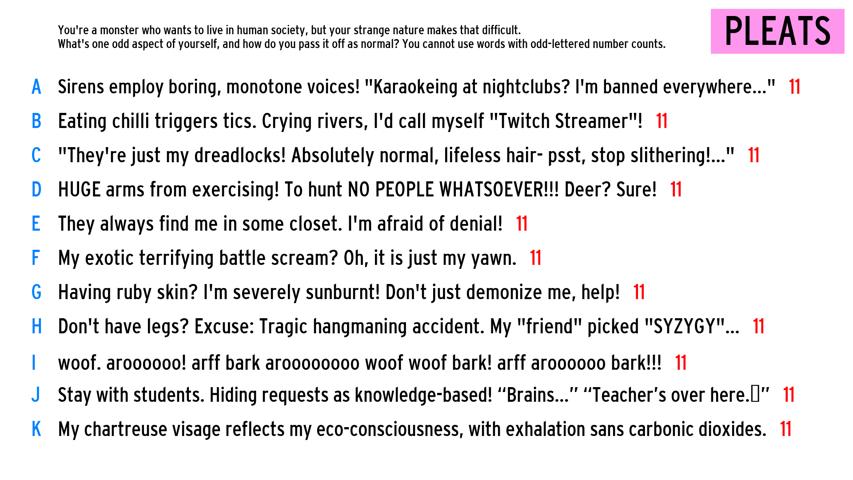 You're a monster who wants to live in human society, but your strange nature makes that difficult.
What's one odd aspect of yourself, and how do you pass it off as normal? You cannot use words with odd-lettered number counts.
PLEATS
A Sirens employ boring, monotone voices! "Karaokeing at nightclubs? I'm banned everywhere..." 11
B Eating chilli triggers tics. Crying rivers, I'd call myself "Twitch Streamer"! 11
C "They're just my dreadlocks! Absolutely normal, lifeless hair- psst, stop slithering!..." 11
D HUGE arms from exercising! To hunt NO PEOPLE WHATSOEVER!!! Deer? Sure! 11
E They always find me in some closet. I'm afraid of denial! 11
F My exotic terrifying battle scream? Oh, it is just my yawn. 11
G Having ruby skin? I'm severely sunburnt! Don't just demonize me, help! 11
H Don't have legs? Excuse: Tragic hangmaning accident. My "friend" picked "SYZYGY"... 11
I woof. aroooooo! arff bark aroooooooo woof woof bark! arff aroooooo bark!!! 11
J Stay with students. Hiding requests as knowledge-based! “Brains...” “Teacher’s over here.▯” 11
K My chartreuse visage reflects my eco-consciousness, with exhalation sans carbonic dioxides. 11